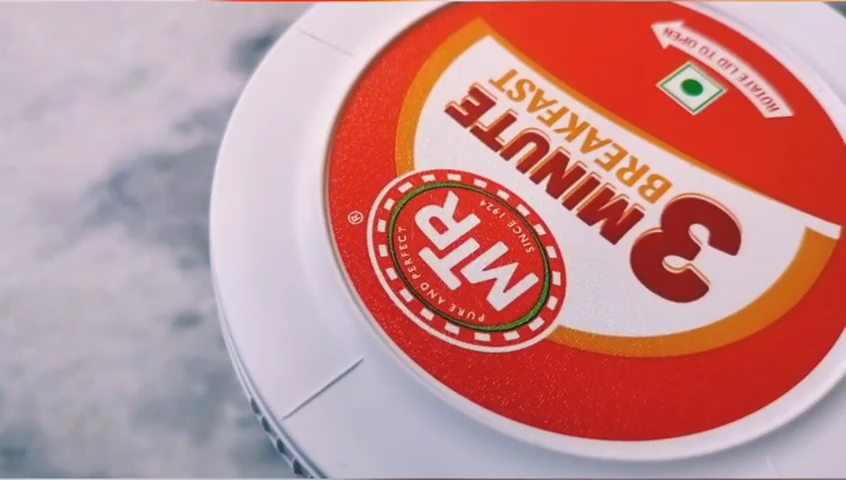 MTR
SINCE 1924
PURE AND PERFECT
®
3 MINUTE
BREAKFAST
ROTATE LID TO OPEN